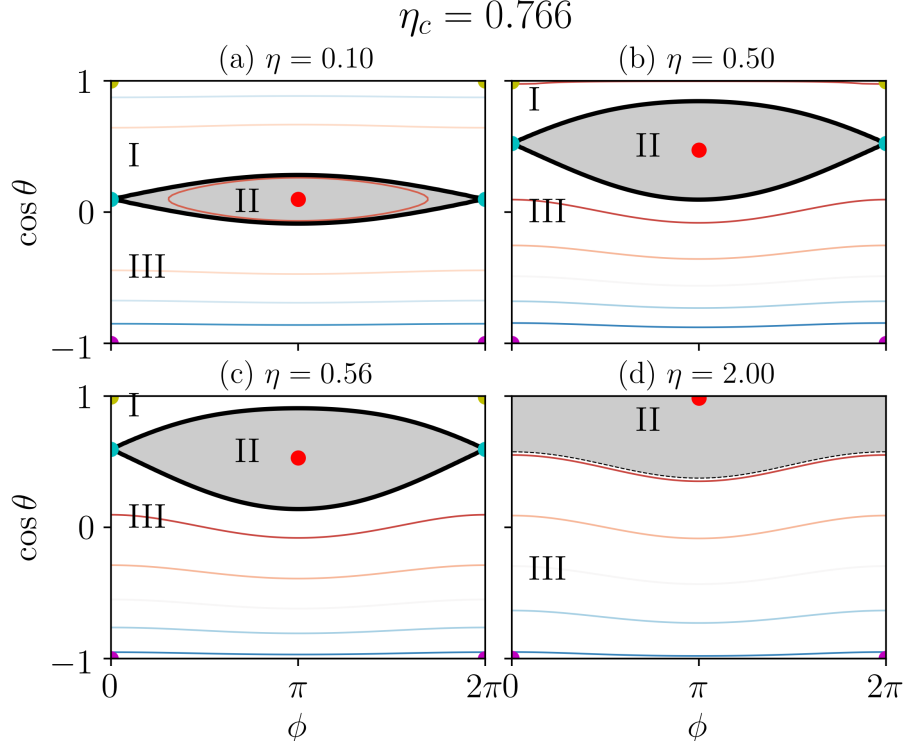 η_c = 0.766
(a) η = 0.10
(b) η = 0.50
1
I
I
II
II
cos θ
0
III
III
−1
(c) η = 0.56
(d) η = 2.00
1
I
II
II
cos θ
0
III
III
−1
0
π
2π
0
π
2π
ϕ
ϕ